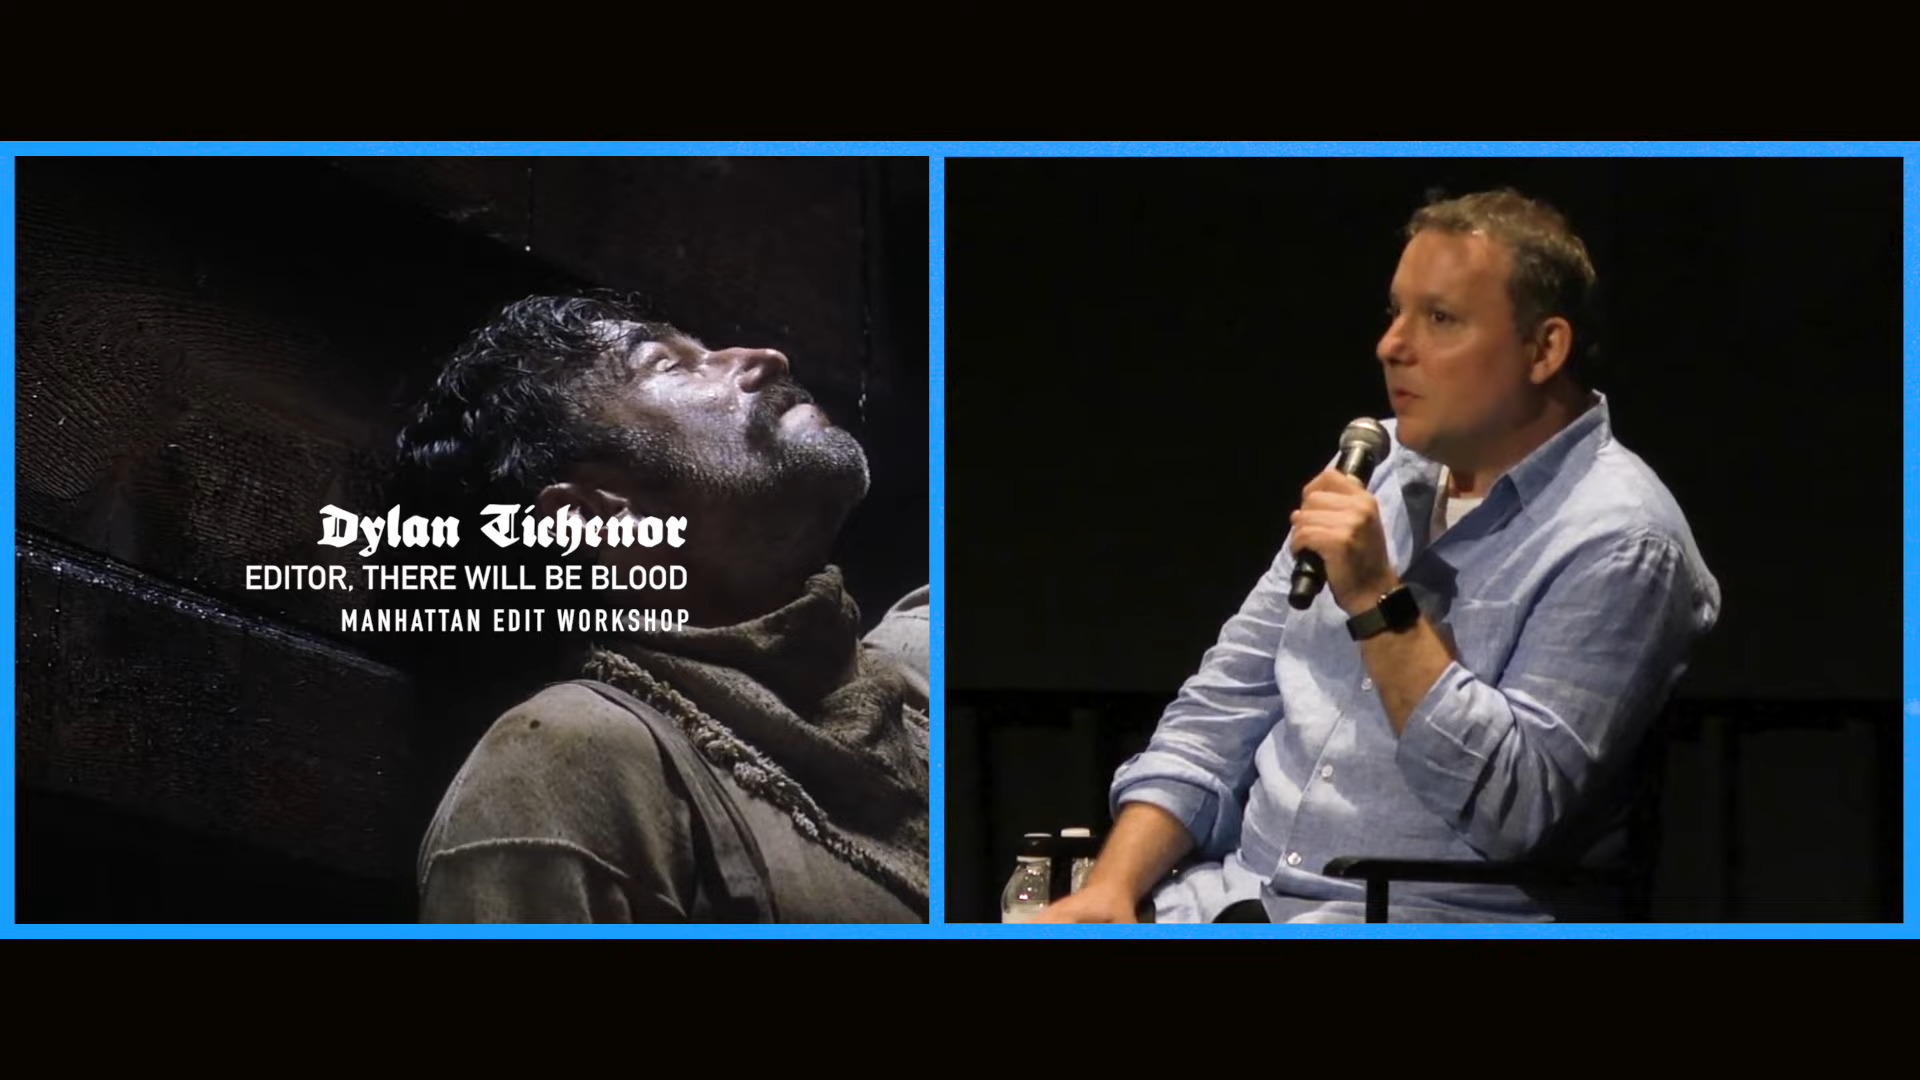 Dylan Tichenor
EDITOR, THERE WILL BE BLOOD
MANHATTAN EDIT WORKSHOP